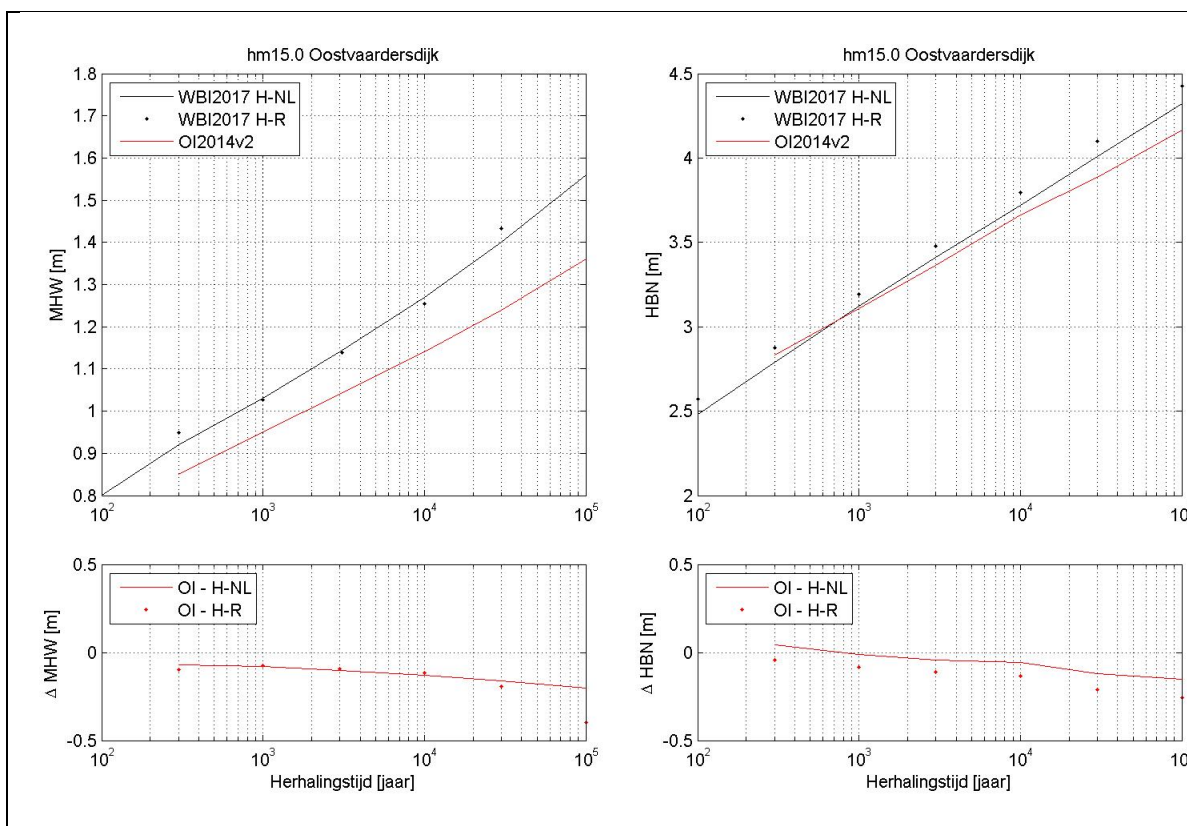 hm15.0 Oostvaardersdijk
WBI2017 H-NL
WBI2017 H-R
OI2014v2
MHW [m]
1.8
1.7
1.6
1.5
1.4
1.3
1.2
1.1
1
0.9
0.8
10²
10³
10⁴
10⁵
hm15.0 Oostvaardersdijk
WBI2017 H-NL
WBI2017 H-R
OI2014v2
HBN [m]
4.5
4
3.5
3
2.5
2
10²
10³
10⁴
10
OI - H-NL
OI - H-R
Δ MHW [m]
0.5
0
-0.5
10²
10³
10⁴
10⁵
Herhalingstijd [jaar]
OI - H-NL
OI - H-R
Δ HBN [m]
0.5
0
-0.5
10²
10³
10⁴
10
Herhalingstijd [jaar]